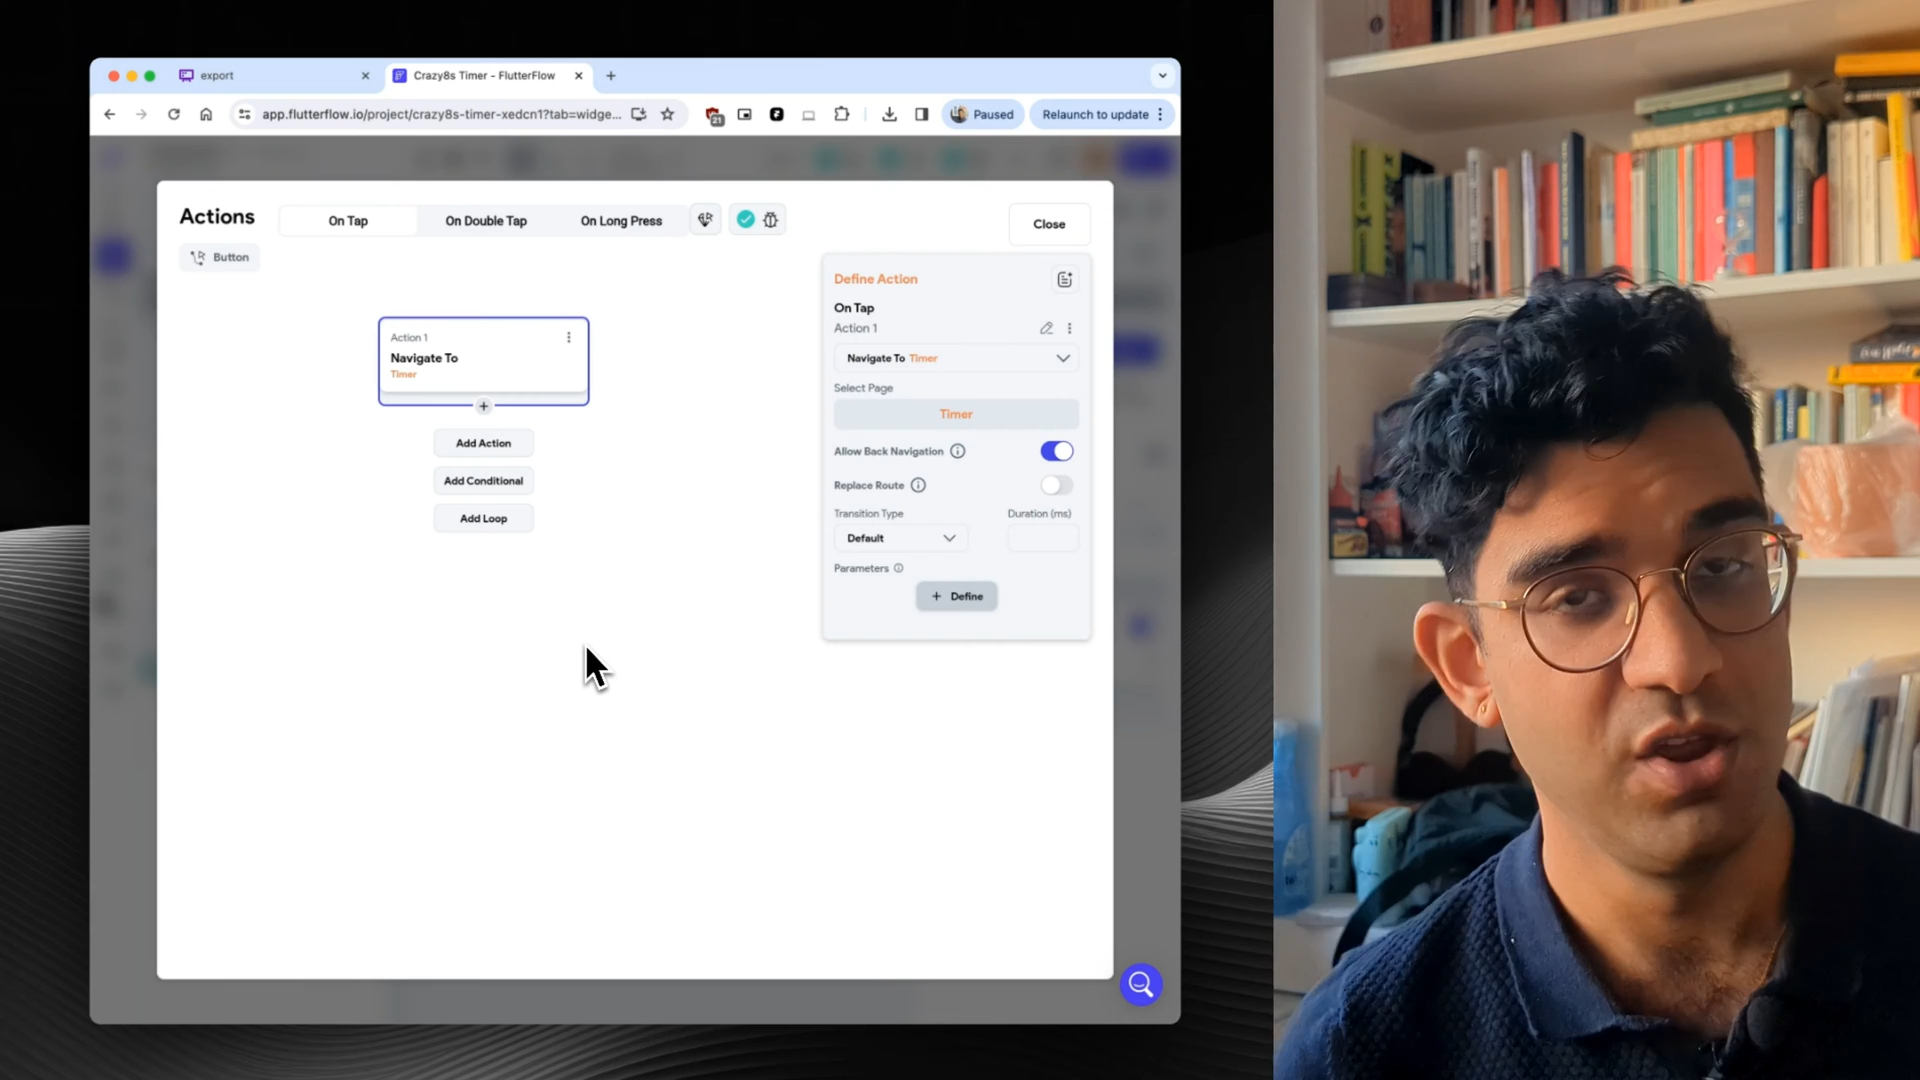 export
Crazy8s Timer - FlutterFlow
app.flutterflow.io/project/crazy8s-timer-xedcn1?tab=widge...
21
Paused
Relaunch to update
Actions
On Tap
On Double Tap
On Long Press
Close
Button
Action 1
Navigate To
Timer
Add Action
Add Conditional
Add Loop
Define Action
On Tap
Action 1
Navigate To Timer
Select Page
Timer
Allow Back Navigation
Replace Route
Transition Type
Duration (ms)
Default
Parameters
+ Define